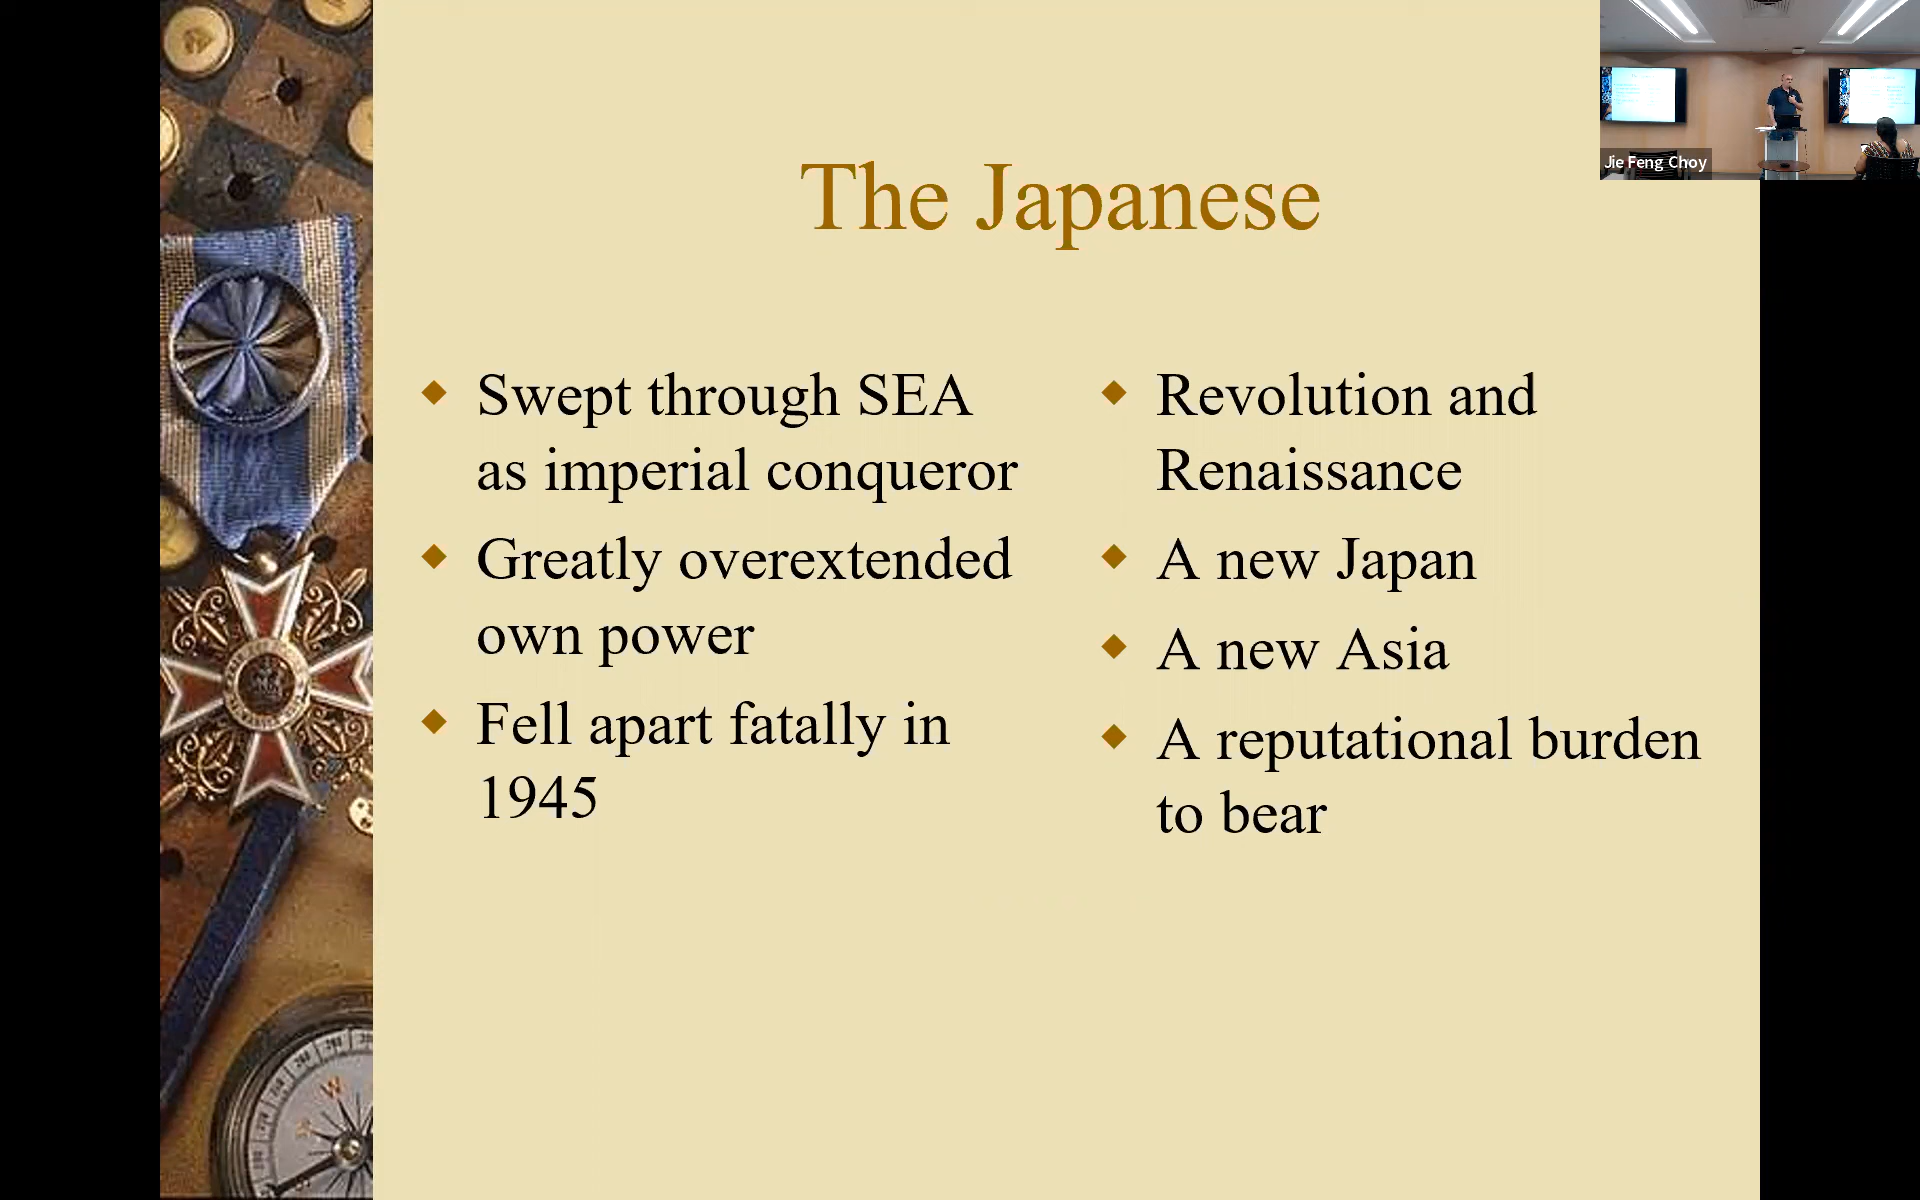 The Japanese
Swept through SEA
as imperial conqueror
Greatly overextended
own power
Fell apart fatally in
1945
Revolution and
Renaissance
A new Japan
A new Asia
A reputational burden
to bear
Jie Feng Choy
W